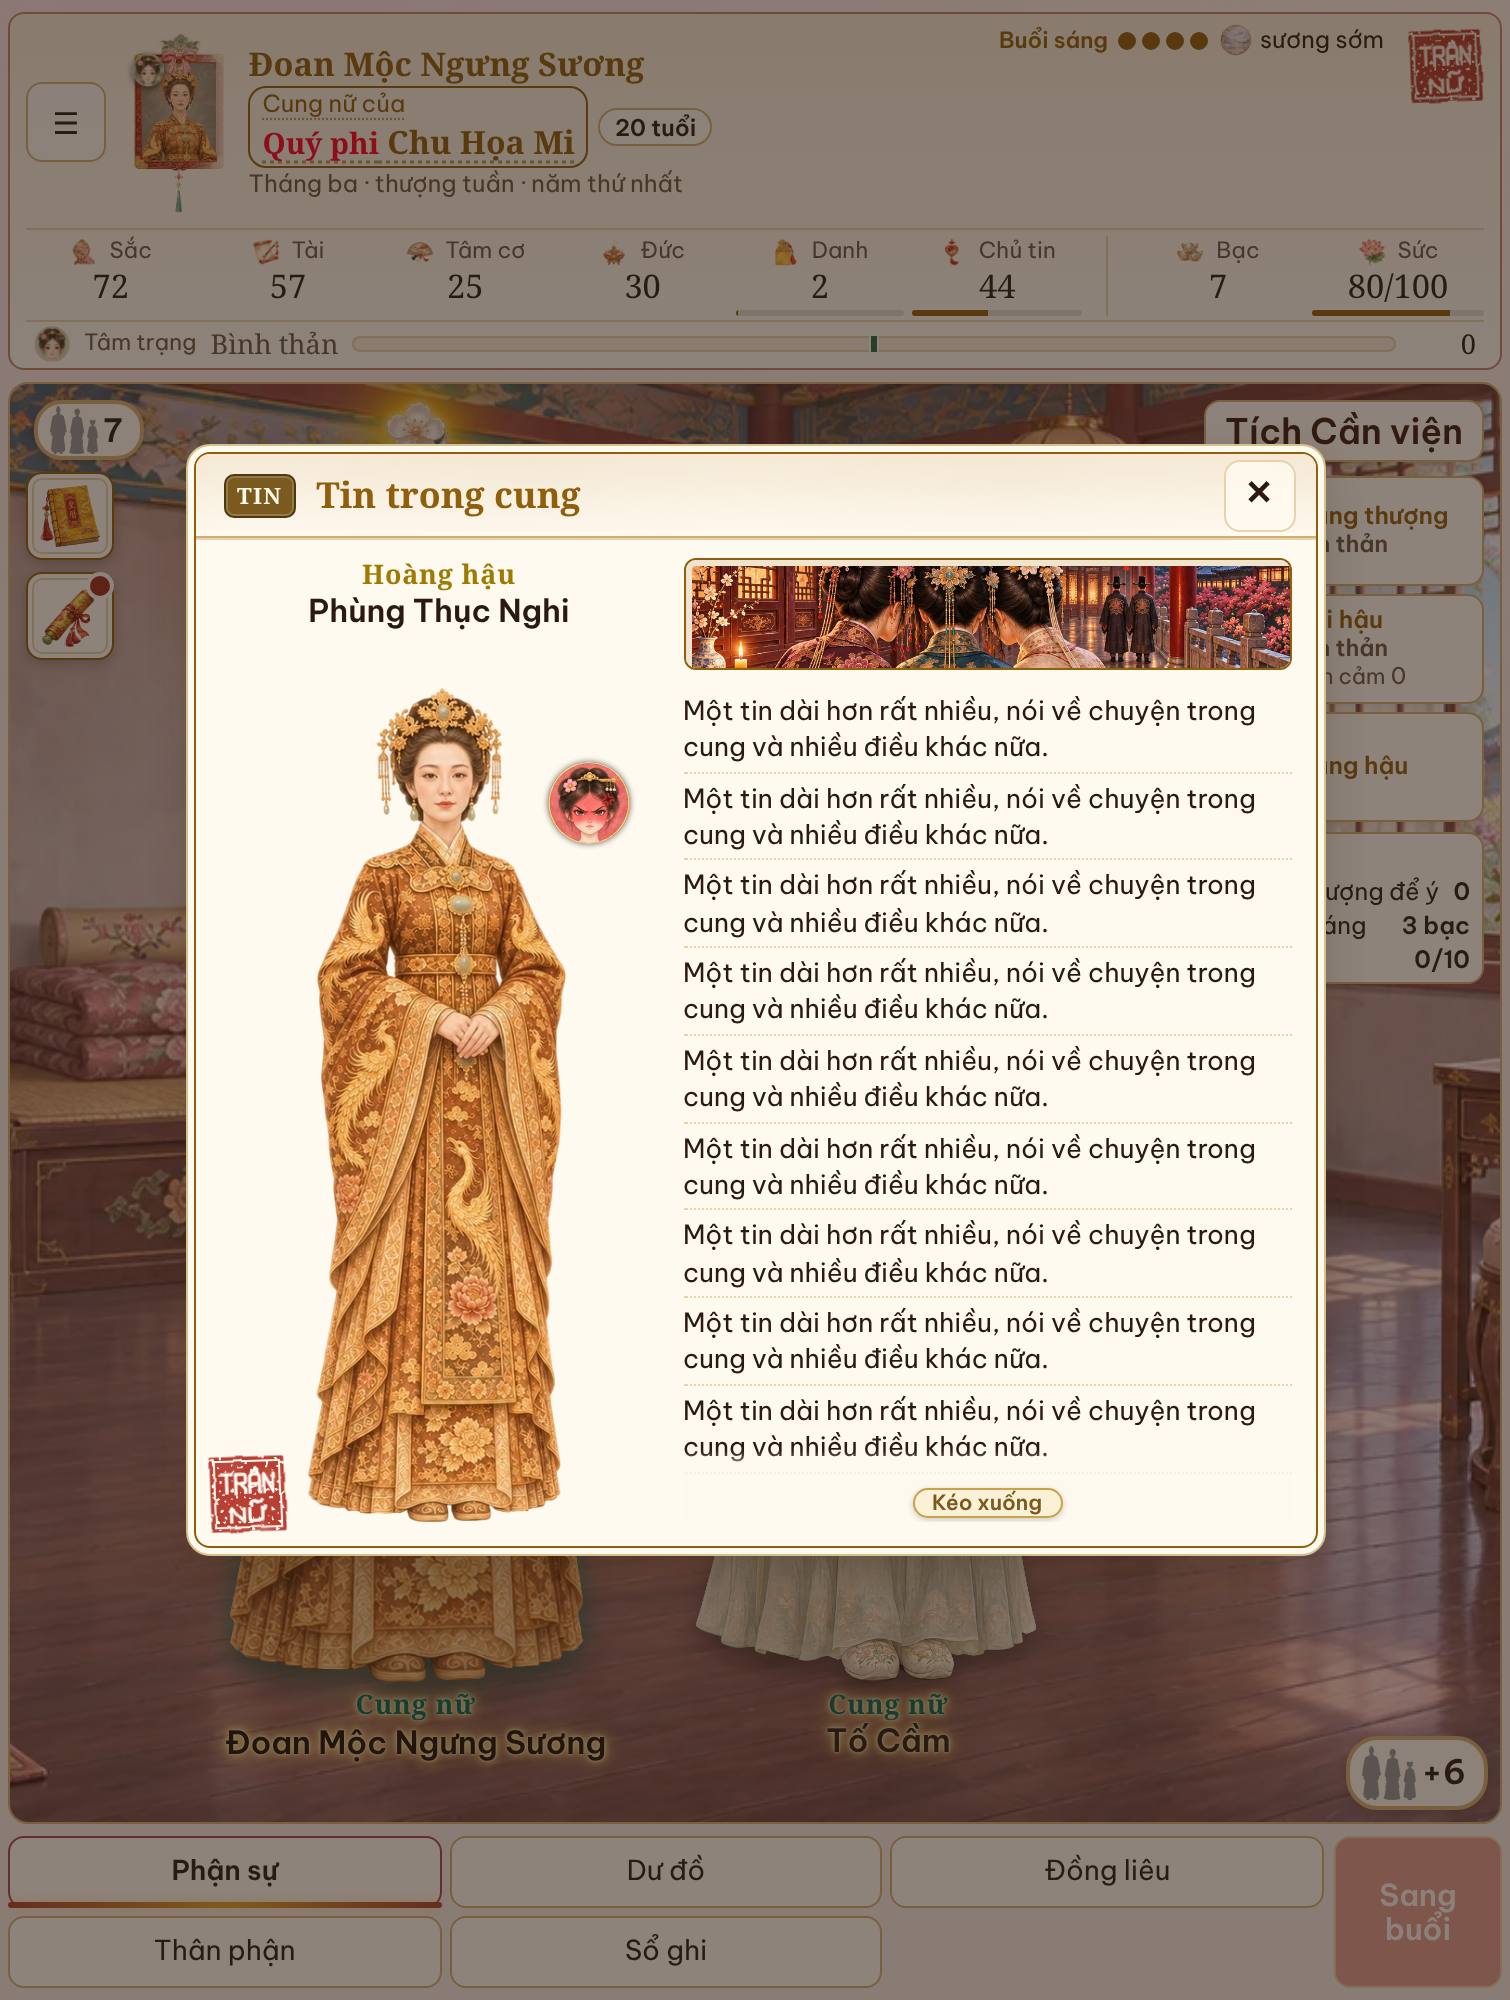 Đoan Mộc Ngưng Sương
Cung nữ của
Quý phi Chu Họa Mi
20 tuổi
Tháng ba · thượng tuần · năm thứ nhất
Buổi sáng
sương sớm
TRÂN
NỮ
Sắc
72
Tài
57
Tâm cơ
25
Đức
30
Danh
2
Chủ tin
44
Bạc
7
Sức
80/100
Tâm trạng Bình thản
0
7
Tích Cần viện
TIN Tin trong cung
×
Hoàng hậu
Phùng Thục Nghi
Một tin dài hơn rất nhiều, nói về chuyện trong
cung và nhiều điều khác nữa.
Một tin dài hơn rất nhiều, nói về chuyện trong
cung và nhiều điều khác nữa.
Một tin dài hơn rất nhiều, nói về chuyện trong
cung và nhiều điều khác nữa.
Một tin dài hơn rất nhiều, nói về chuyện trong
cung và nhiều điều khác nữa.
Một tin dài hơn rất nhiều, nói về chuyện trong
cung và nhiều điều khác nữa.
Một tin dài hơn rất nhiều, nói về chuyện trong
cung và nhiều điều khác nữa.
Một tin dài hơn rất nhiều, nói về chuyện trong
cung và nhiều điều khác nữa.
Một tin dài hơn rất nhiều, nói về chuyện trong
cung và nhiều điều khác nữa.
Một tin dài hơn rất nhiều, nói về chuyện trong
cung và nhiều điều khác nữa.
Kéo xuống
TRÂN
NỮ
thượng
thản
hậu
thản
cảm 0
hậu
để ý 0
3 bạc
0/10
Cung nữ
Đoan Mộc Ngưng Sương
Cung nữ
Tố Cầm
+6
Phận sự
Dư đồ
Đồng liêu
Sang
buổi
Thân phận
Sổ ghi